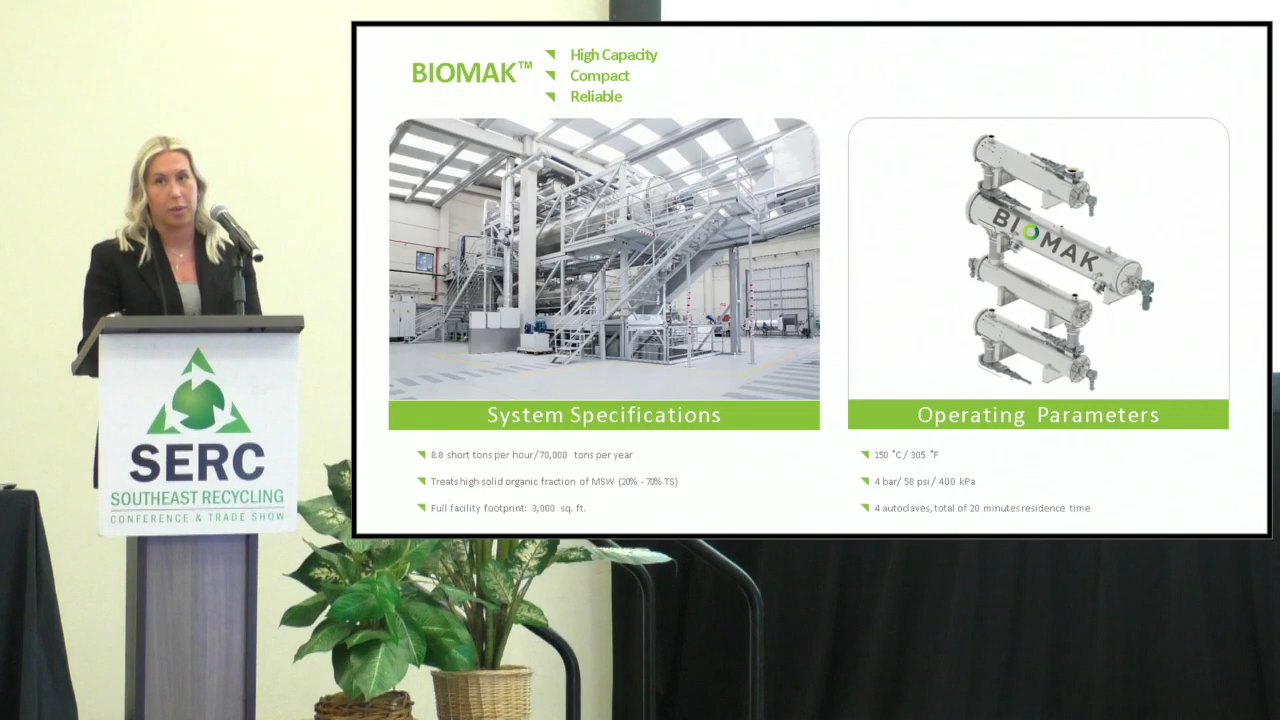 BIOMAK™
High Capacity
Compact
Reliable
BIOMAK
System Specifications
8.8 short tons per hour/70,000 tons per year
Treats high solid organic fraction of MSW (20% - 70% TS)
Full facility footprint: 3,000 sq. ft.
Operating Parameters
150 °C / 305 °F
4 bar/ 58 psi / 400 kPa
4 autoclaves, total of 20 minutes residence time
SERC
SOUTHEAST RECYCLING
CONFERENCE & TRADE SHOW